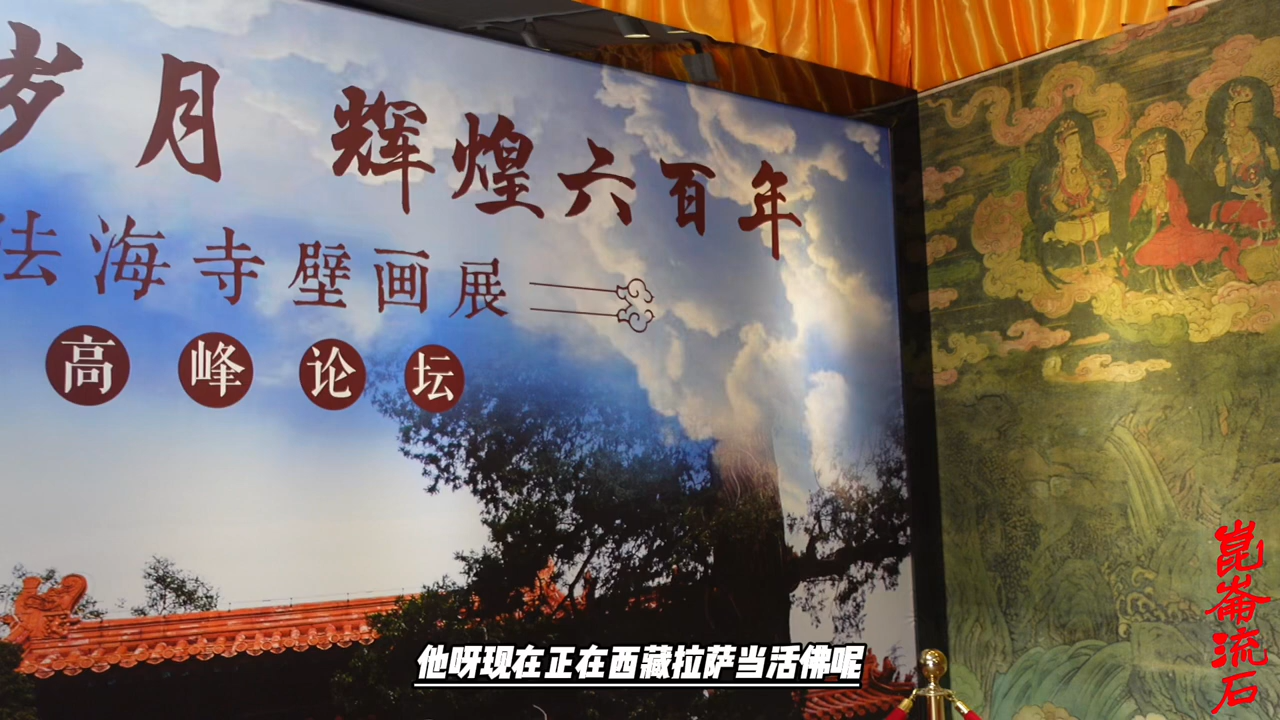 岁月 辉煌六百年
法海寺壁画展
高峰论坛
他呀现在正在西藏拉萨当活佛呢
崑崙流石